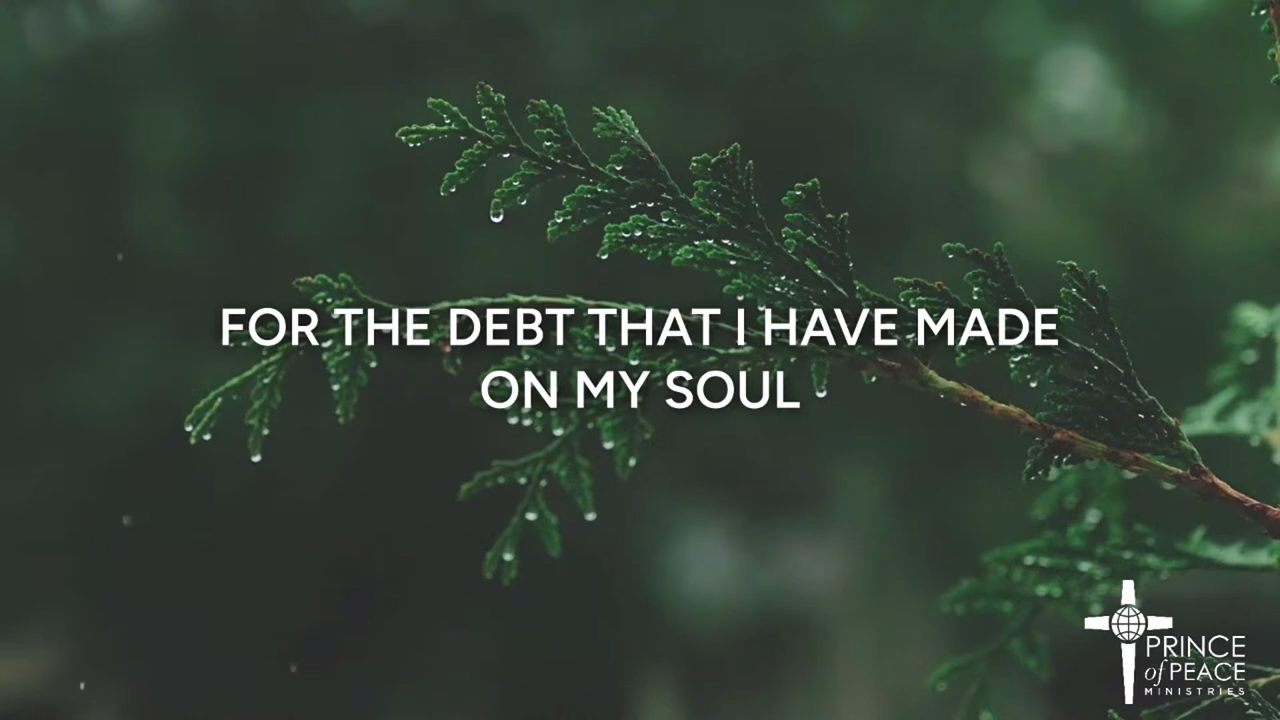 FOR THE DEBT THAT I HAVE MADE
ON MY SOUL
PRINCE
of PEACE
MINISTRIES